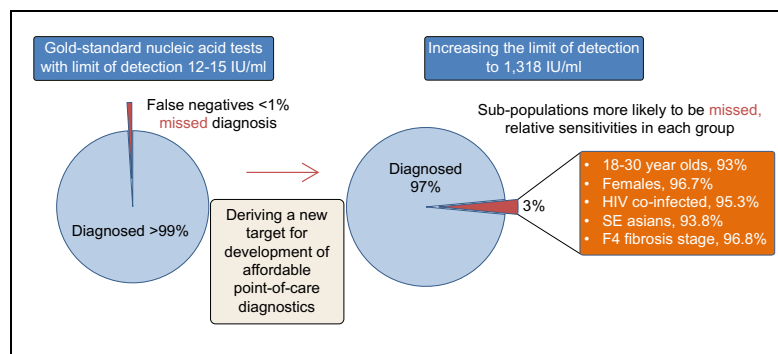 Gold-standard nucleic acid tests
with limit of detection 12-15 IU/ml
Increasing the limit of detection
to 1,318 IU/ml
False negatives <1%
missed diagnosis
Diagnosed >99%
Deriving a new
target for
development of
affordable
point-of-care
diagnostics
Sub-populations more likely to be missed,
relative sensitivities in each group
Diagnosed
97%
3%
• 18-30 year olds, 93%
• Females, 96.7%
• HIV co-infected, 95.3%
• SE asians, 93.8%
• F4 fibrosis stage, 96.8%